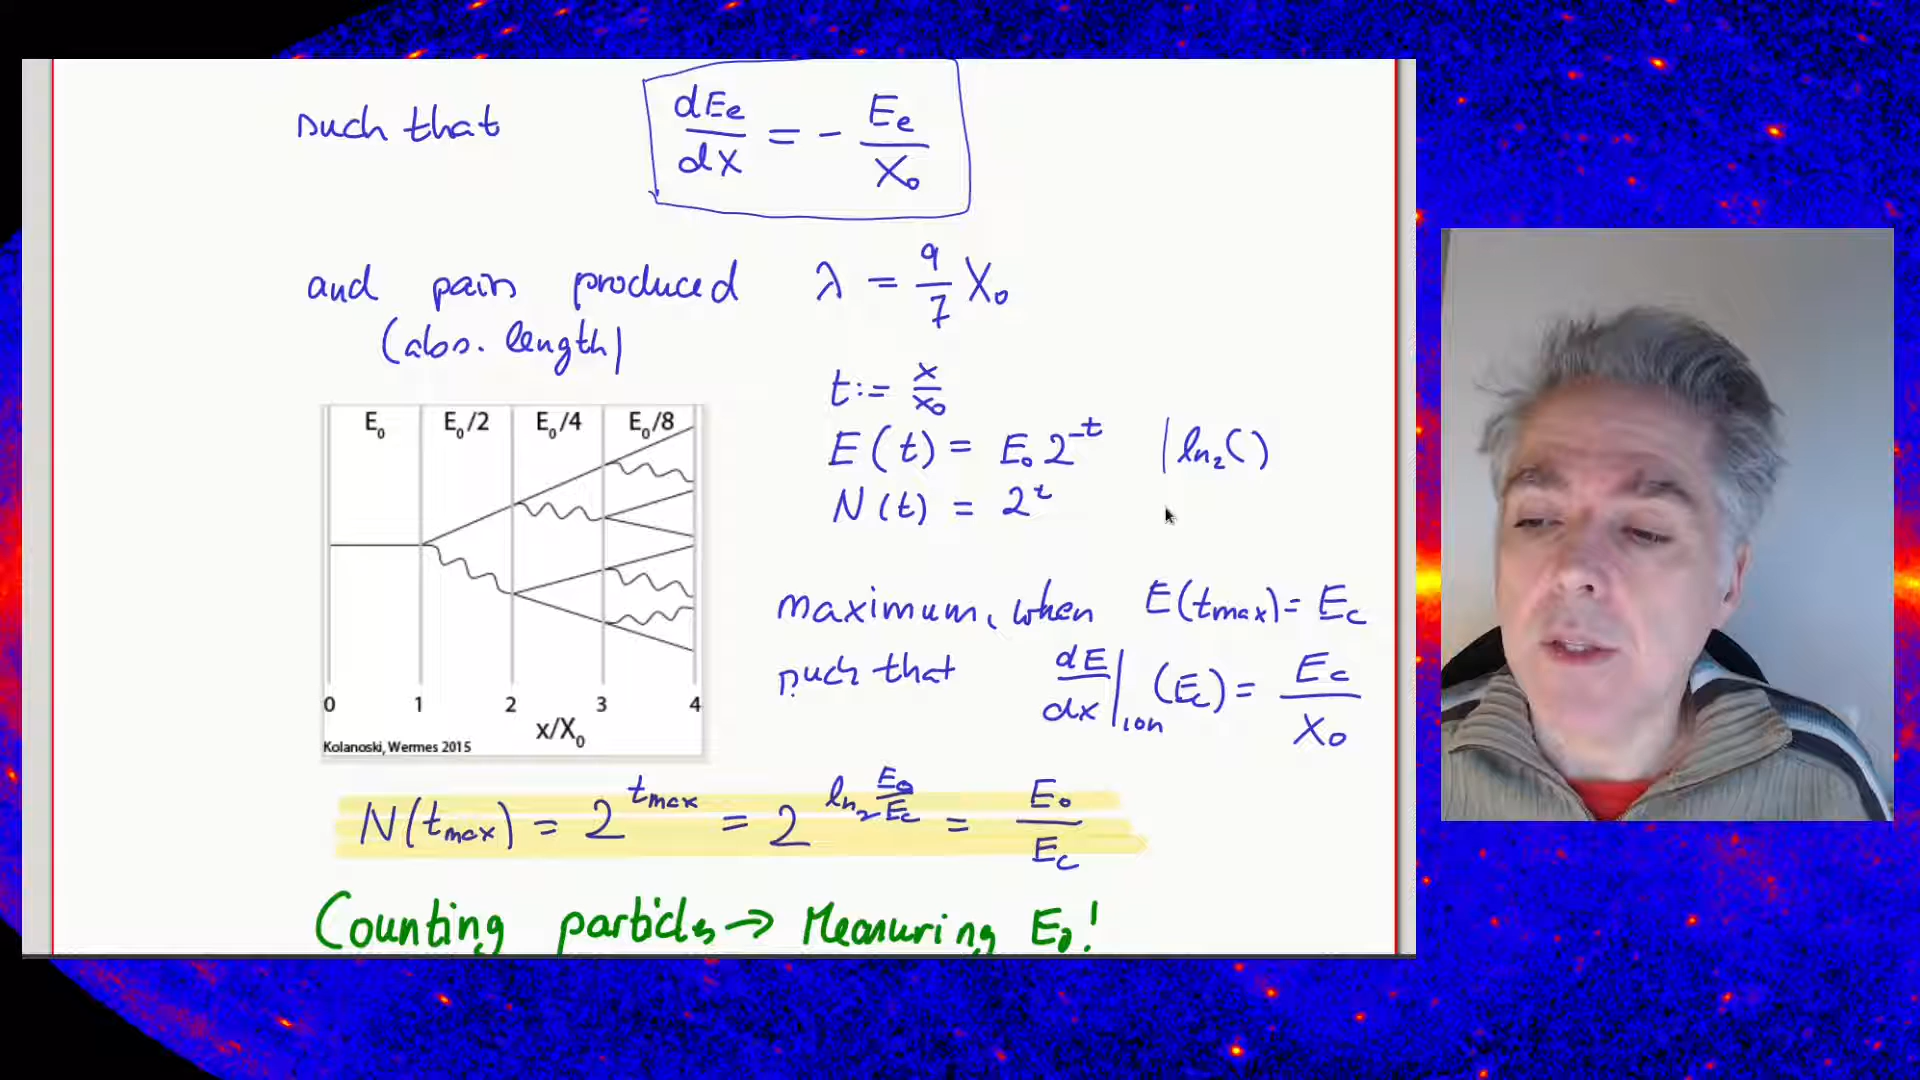 such that dEe/dX = - Ee/X₀
and pairs produced λ = 9/7 X₀
(abs. length)
t := x/x₀
E(t) = E₀ 2^-t | ln₂()
N(t) = 2^t
E₀ E₀/2 E₀/4 E₀/8
0 1 2 3 4
x/X₀
Kolanoski, Wermes 2015
maximum, when E(tmax) = Ec
such that dE/dx|ion (Ec) = Ec/X₀
N(tmax) = 2^tmax = 2^ln₂ E₀/Ec = E₀/Ec
Counting particles → Measuring E₀!